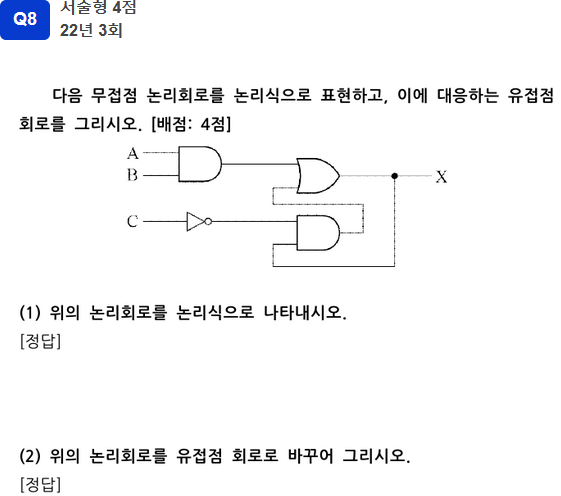 Q8
서술형 4점
22년 3회
다음 무접점 논리회로를 논리식으로 표현하고, 이에 대응하는 유접점
회로를 그리시오. [배점: 4점]
A
B
X
C
(1) 위의 논리회로를 논리식으로 나타내시오.
[정답]
(2) 위의 논리회로를 유접점 회로로 바꾸어 그리시오.
[정답]